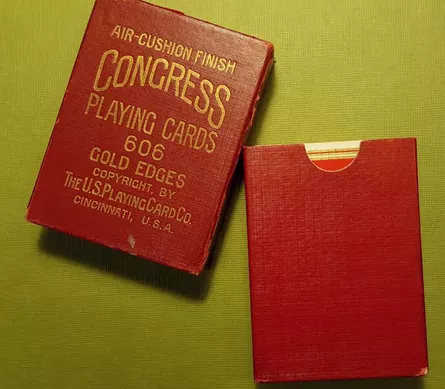 AIR-CUSHION FINISH
CONGRESS
PLAYING CARDS
606
GOLD EDGES
COPYRIGHT, BY
THE U.S. PLAYING CARD CO.
CINCINNATI, U.S.A.